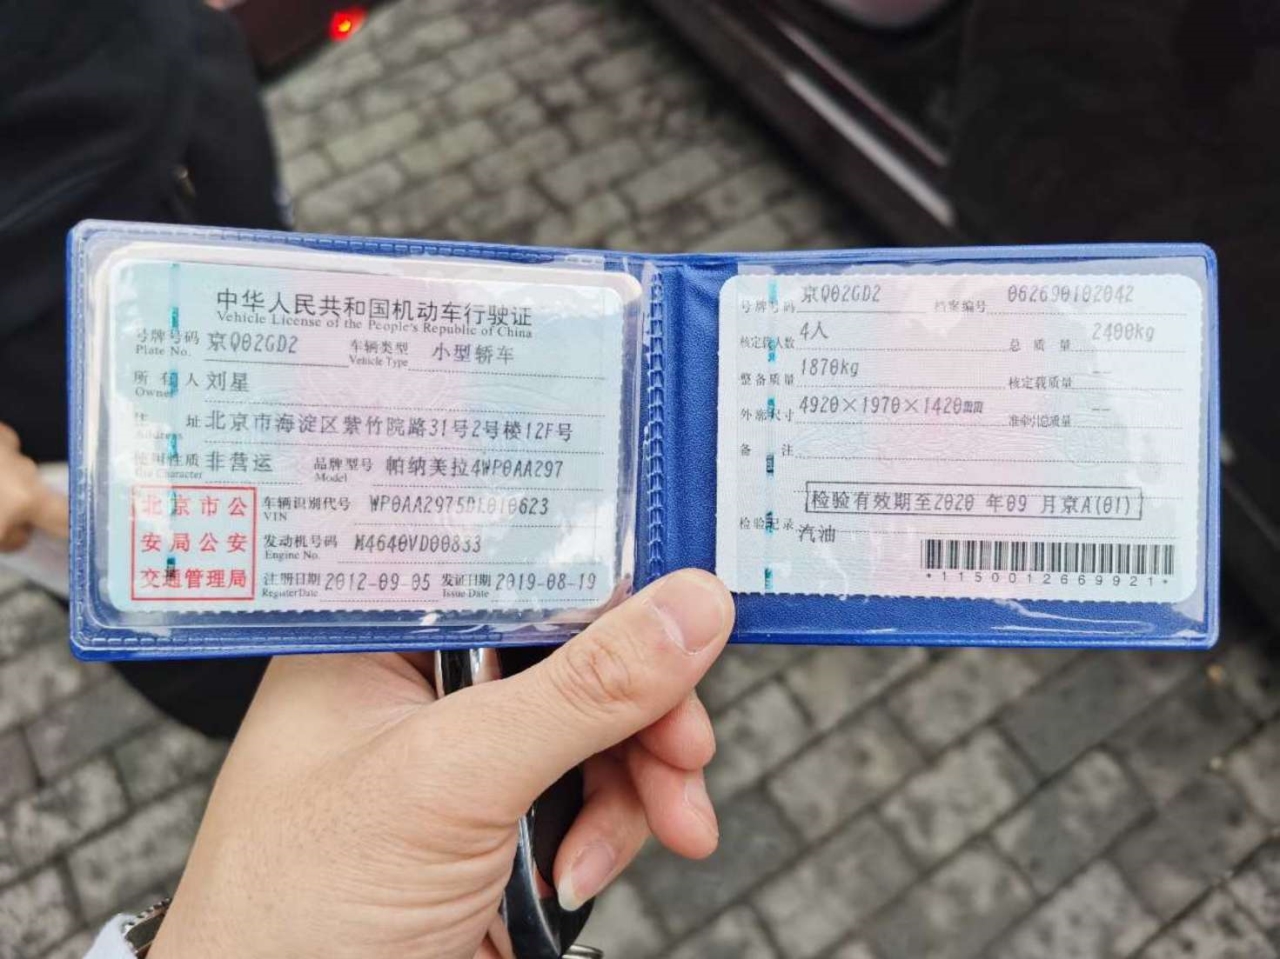 中华人民共和国机动车行驶证
Vehicle License of the People's Republic of China
号牌号码 京Q02GD2 车辆类型 小型轿车
Plate No. Vehicle Type
所有人 刘星
Owner
住址 北京市海淀区紫竹院路31号2号楼12F号
Address
使用性质 非营运 品牌型号 帕纳美拉4WP0AA297
Use Character Model
北京市公
安局公安
交通管理局
车辆识别代号 WP0AA2975DL010623
VIN
发动机号码 M4640VD00833
Engine No.
注册日期 2012-09-05 发证日期 2019-08-19
Register Date Issue Date
号牌号码 京Q02GD2 档案编号 062690102042
核定载人数 4人 总质量 2400kg
整备质量 1870kg 核定载质量 --
外廓尺寸 4920×1970×1420mm 准牵引总质量 --
备注
检验有效期至2020 年09 月京A(01)
检验记录 汽油
*1150012669921*